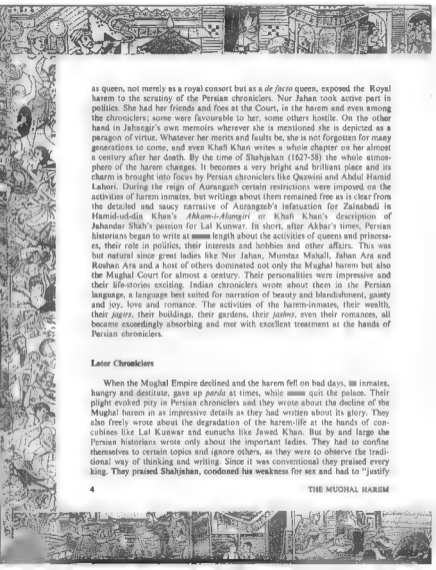 as queen, not merely as a royal consort but as a de facto queen, exposed the Royal
harem to the scrutiny of the Persian chroniclers. Nur Jahan took active part in
politics. She had her friends and foes at the Court, in the harem and even among
the chroniclers; some were favourable to her, some others hostile. On the other
hand in Jahangir's own memoirs wherever she is mentioned she is depicted as a
paragon of virtue. Whatever her merits and faults be, she is not forgotten for many
generations to come, and even Khafi Khan writes a whole chapter on her almost
a century after her death. By the time of Shahjahan (1627-58) the whole atmos-
phere of the harem changes. It becomes a very bright and brilliant place and its
charm is brought into focus by Persian chroniclers like Qazwini and Abdul Hamid
Lahori. During the reign of Aurangzeb certain restrictions were imposed on the
activities of harem inmates, but writings about them remained free as is clear from
the detailed and saucy narrative of Aurangzeb's infatuation for Zainabadi in
Hamid-ud-din Khan's Ahkam-i-Alamgiri or Khafi Khan's description of
Jahandar Shah's passion for Lal Kunwar. In short, after Akbar's times, Persian
historians began to write at length about the activities of queens and princess-
es, their role in politics, their interests and hobbies and other affairs. This was
but natural since great ladies like Nur Jahan, Mumtaz Mahall, Jahan Ara and
Roshan Ara and a host of others dominated not only the Mughal harem but also
the Mughal Court for almost a century. Their personalities were impressive and
their life-stories exciting. Indian chroniclers wrote about them in the Persian
language, a language best suited for narration of beauty and blandishment, gaiety
and joy, love and romance. The activities of the harem-inmates, their wealth,
their jagirs, their buildings, their gardens, their jashns, even their romances, all
became exceedingly absorbing and met with excellent treatment at the hands of
Persian chroniclers.
Later Chroniclers
When the Mughal Empire declined and the harem fell on bad days, inmates,
hungry and destitute, gave up parda at times, while quit the palace. Their
plight evoked pity in Persian chroniclers and they wrote about the decline of the
Mughal harem in as impressive details as they had written about its glory. They
also freely wrote about the degradation of the harem-life at the hands of con-
cubines like Lal Kunwar and eunuchs like Jawed Khan. But by and large the
Persian historians wrote only about the important ladies. They had to confine
themselves to certain topics and ignore others, as they were to observe the tradi-
tional way of thinking and writing. Since it was conventional they praised every
king. They praised Shahjahan, condoned his weakness for sex and had to "justify
4 THE MUGHAL HAREM